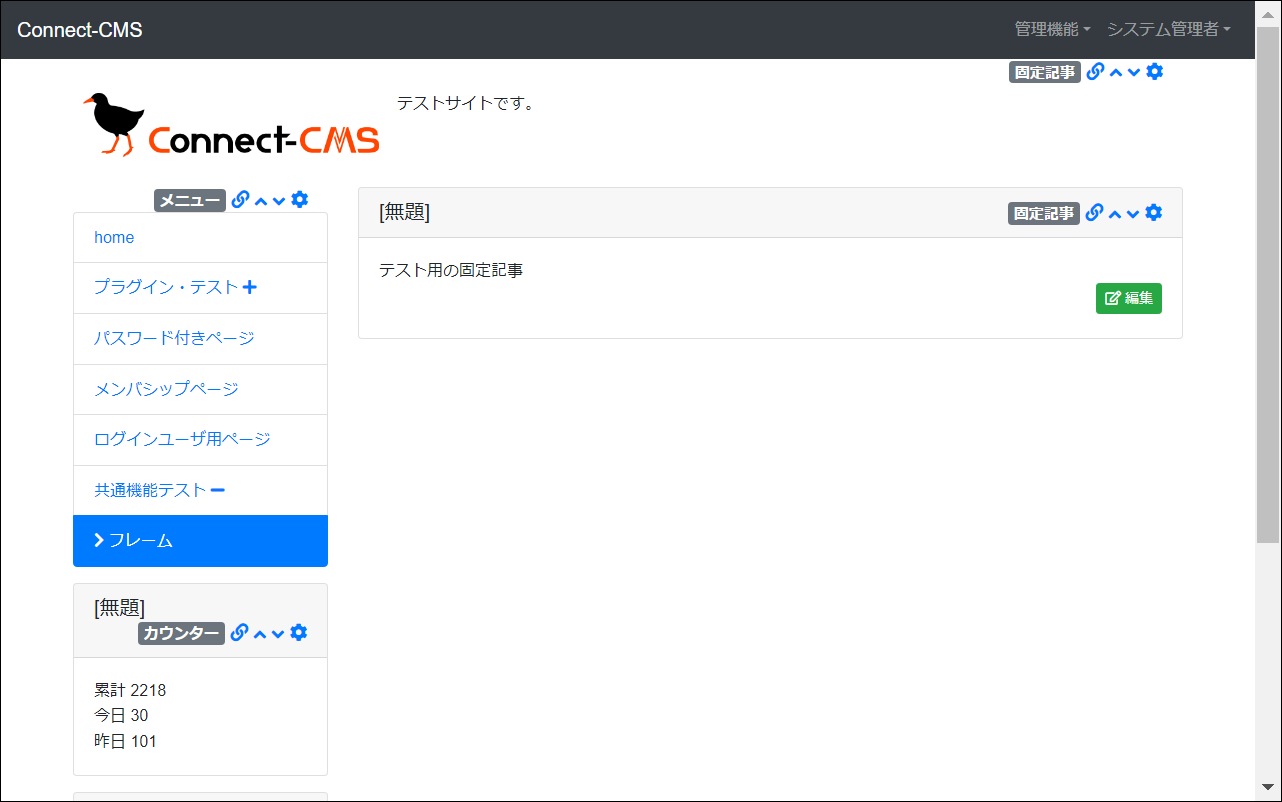 Connect-CMS
管理機能 システム管理者
固定記事
テストサイトです。
Connect-CMS
メニュー
home
プラグイン・テスト
パスワード付きページ
メンバシップページ
ログインユーザ用ページ
共通機能テスト
フレーム
[無題]
固定記事
テスト用の固定記事
編集
[無題]
カウンター
累計 2218
今日 30
昨日 101